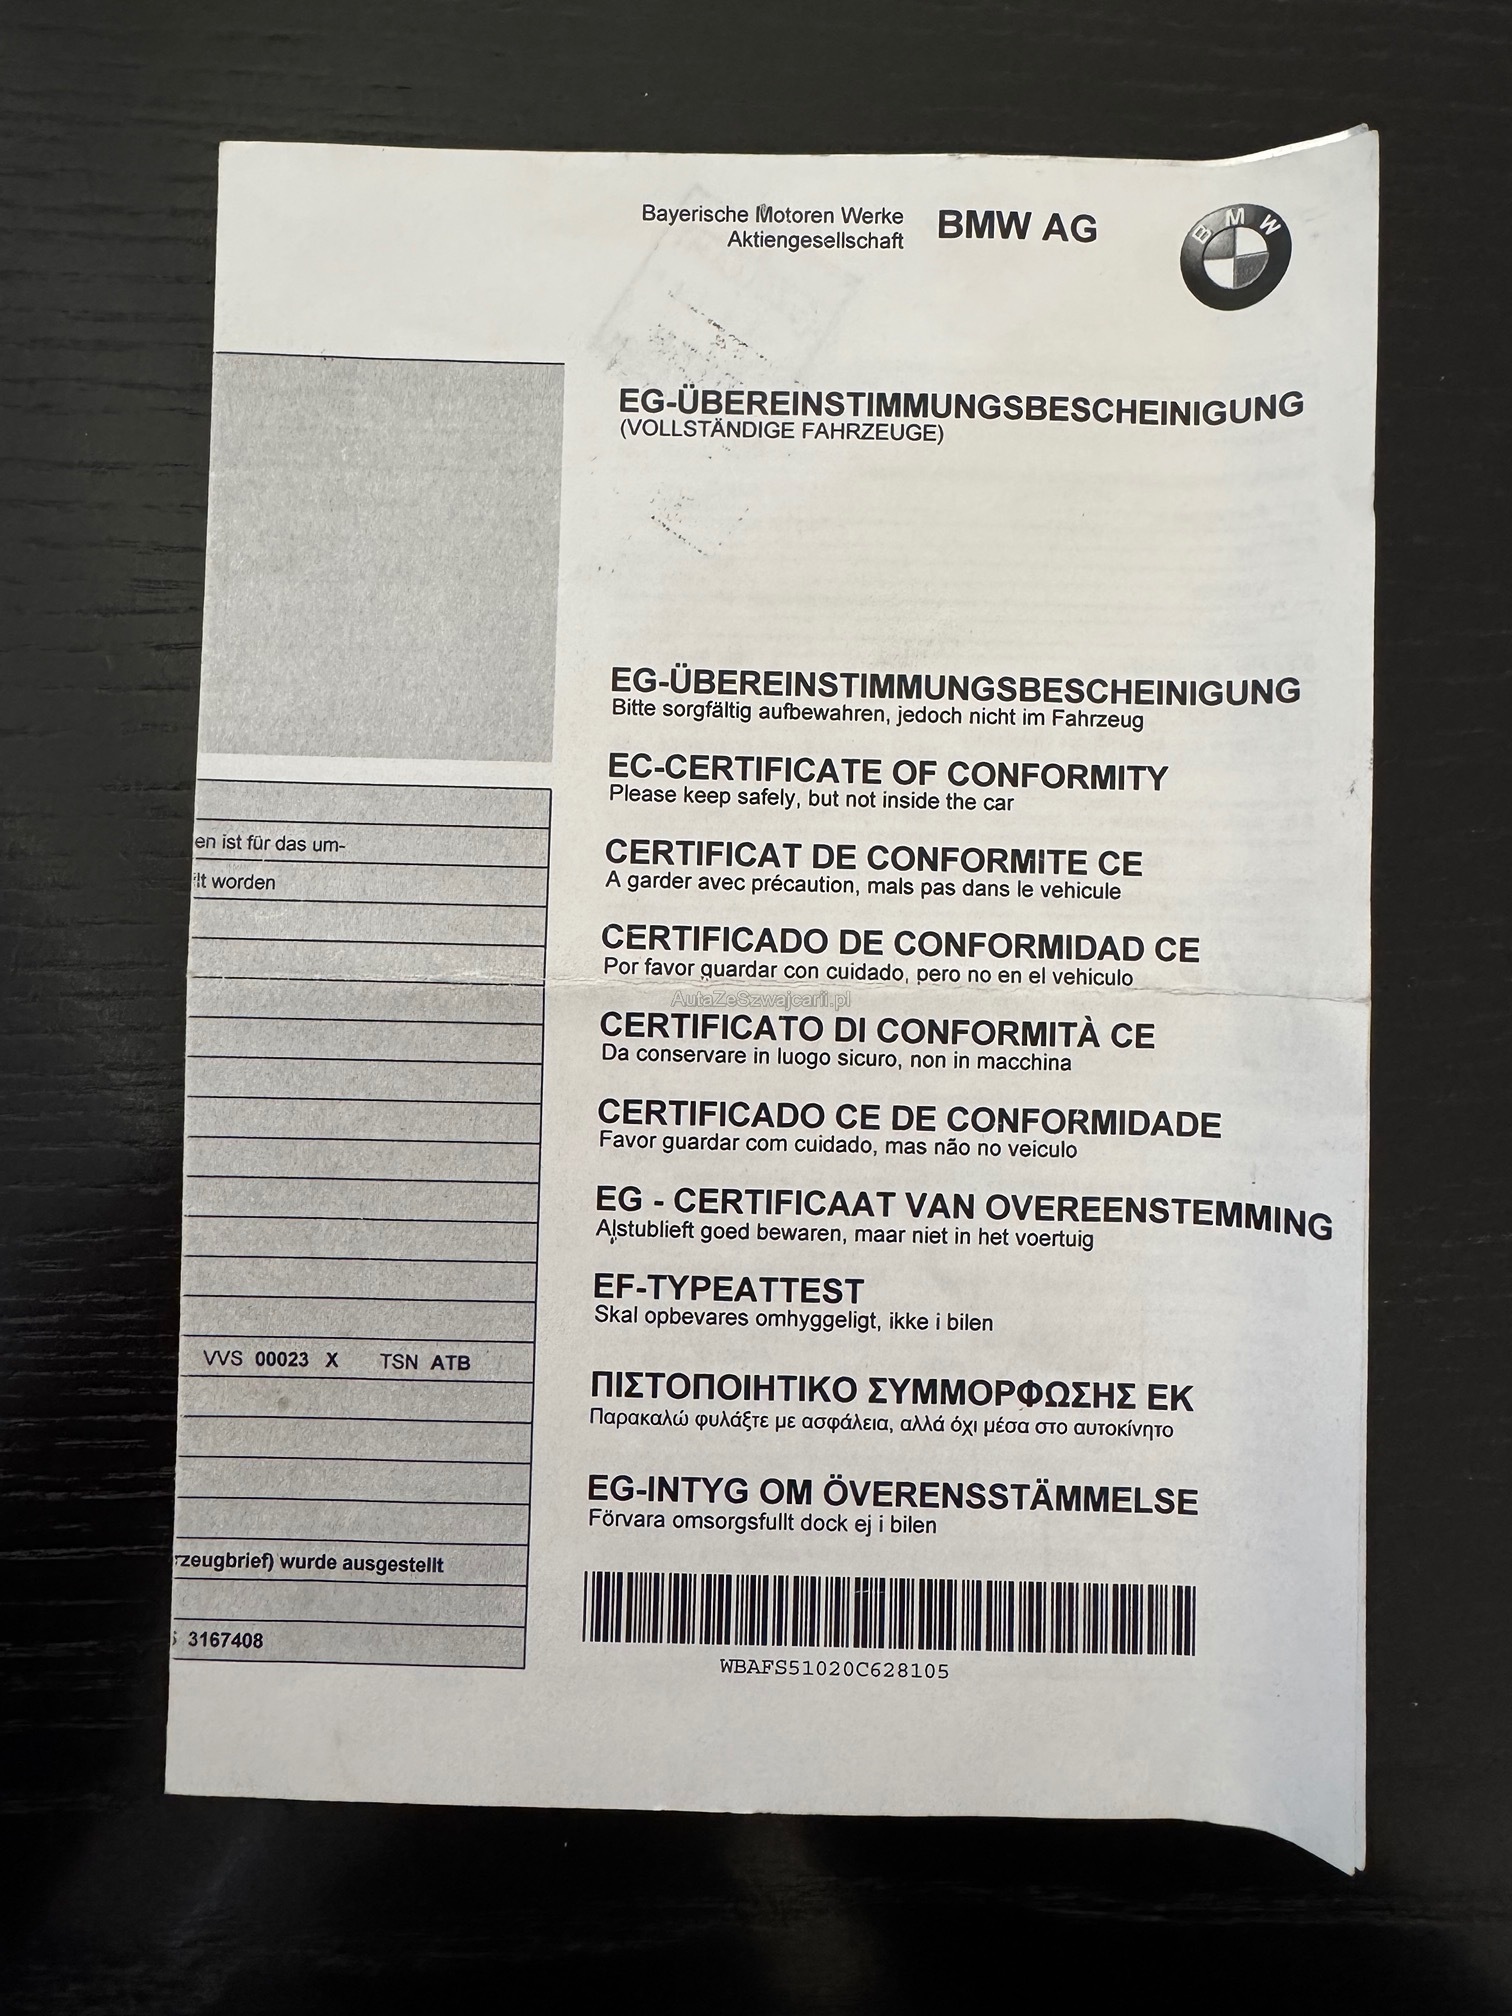 Bayerische Motoren Werke
Aktiengesellschaft
BMW AG
BMW
EG-ÜBEREINSTIMMUNGSBESCHEINIGUNG
(VOLLSTÄNDIGE FAHRZEUGE)
EG-ÜBEREINSTIMMUNGSBESCHEINIGUNG
Bitte sorgfältig aufbewahren, jedoch nicht im Fahrzeug
EC-CERTIFICATE OF CONFORMITY
Please keep safely, but not inside the car
CERTIFICAT DE CONFORMITE CE
A garder avec précaution, mals pas dans le vehicule
CERTIFICADO DE CONFORMIDAD CE
Por favor guardar con cuidado, pero no en el vehiculo
AutaZeSzwajcarii.pl
CERTIFICATO DI CONFORMITÀ CE
Da conservare in luogo sicuro, non in macchina
CERTIFICADO CE DE CONFORMIDADE
Favor guardar com cuidado, mas não no veiculo
EG - CERTIFICAAT VAN OVEREENSTEMMING
Alstublieft goed bewaren, maar niet in het voertuig
EF-TYPEATTEST
Skal opbevares omhyggeligt, ikke i bilen
ΠΙΣΤΟΠΟΙΗΤΙΚΟ ΣΥΜΜΟΡΦΩΣΗΣ ΕΚ
Παρακαλώ φυλάξτε με ασφάλεια, αλλά όχι μέσα στο αυτοκίνητο
EG-INTYG OM ÖVERENSSTÄMMELSE
Förvara omsorgsfullt dock ej i bilen
WBAFS51020C628105
en ist für das um-
lt worden
VVS 00023 X TSN ATB
zeugbrief) wurde ausgestellt
3167408